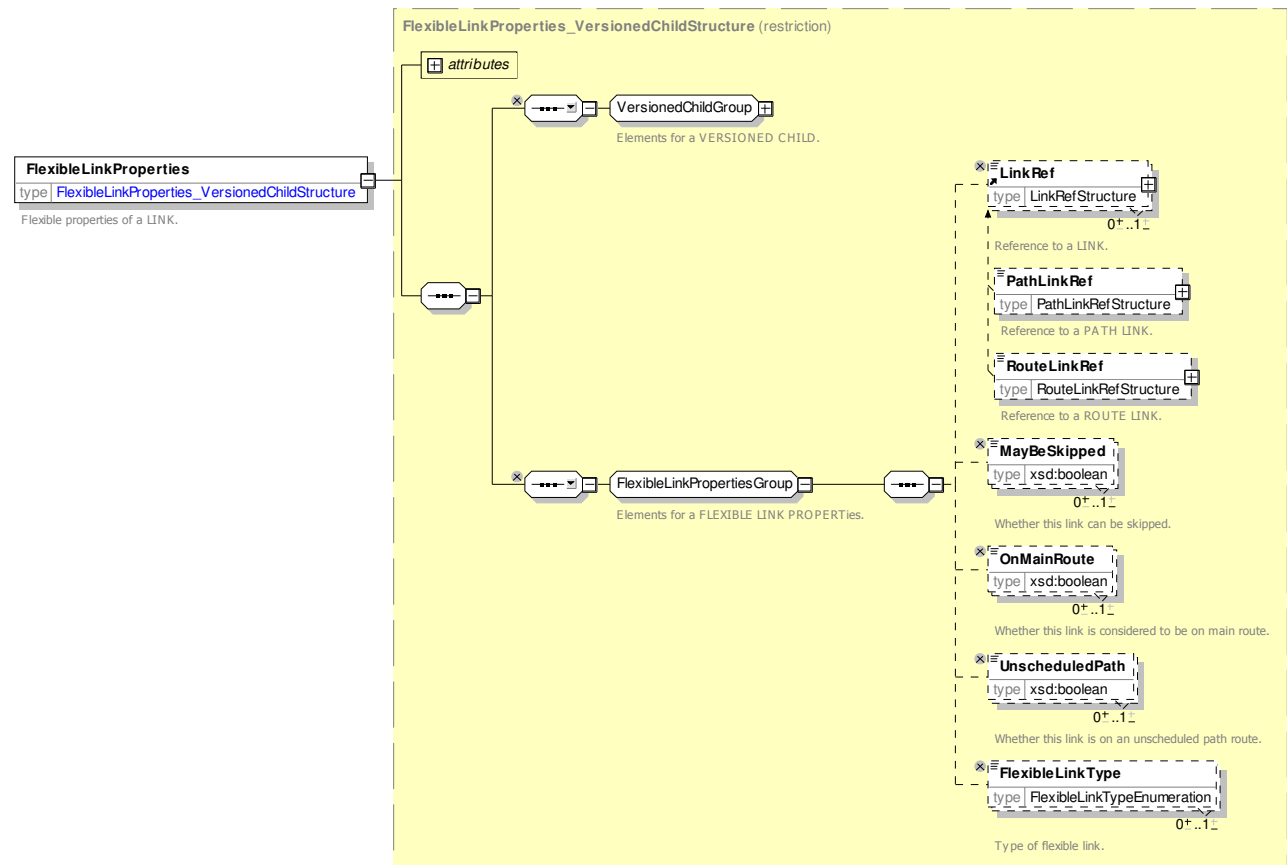 FlexibleLinkProperties_VersionedChildStructure (restriction)
attributes
VersionedChildGroup
Elements for a VERSIONED CHILD.
FlexibleLinkProperties
type FlexibleLinkProperties_VersionedChildStructure
Flexible properties of a LINK.
LinkRef
type LinkRefStructure
0..1
Reference to a LINK.
PathLinkRef
type PathLinkRefStructure
Reference to a PATH LINK.
RouteLinkRef
type RouteLinkRefStructure
Reference to a ROUTE LINK.
FlexibleLinkPropertiesGroup
Elements for a FLEXIBLE LINK PROPERTies.
MayBeSkipped
type xsd:boolean
0..1
Whether this link can be skipped.
OnMainRoute
type xsd:boolean
0..1
Whether this link is considered to be on main route.
UnscheduledPath
type xsd:boolean
0..1
Whether this link is on an unscheduled path route.
FlexibleLinkType
type FlexibleLinkTypeEnumeration
0..1
Type of flexible link.